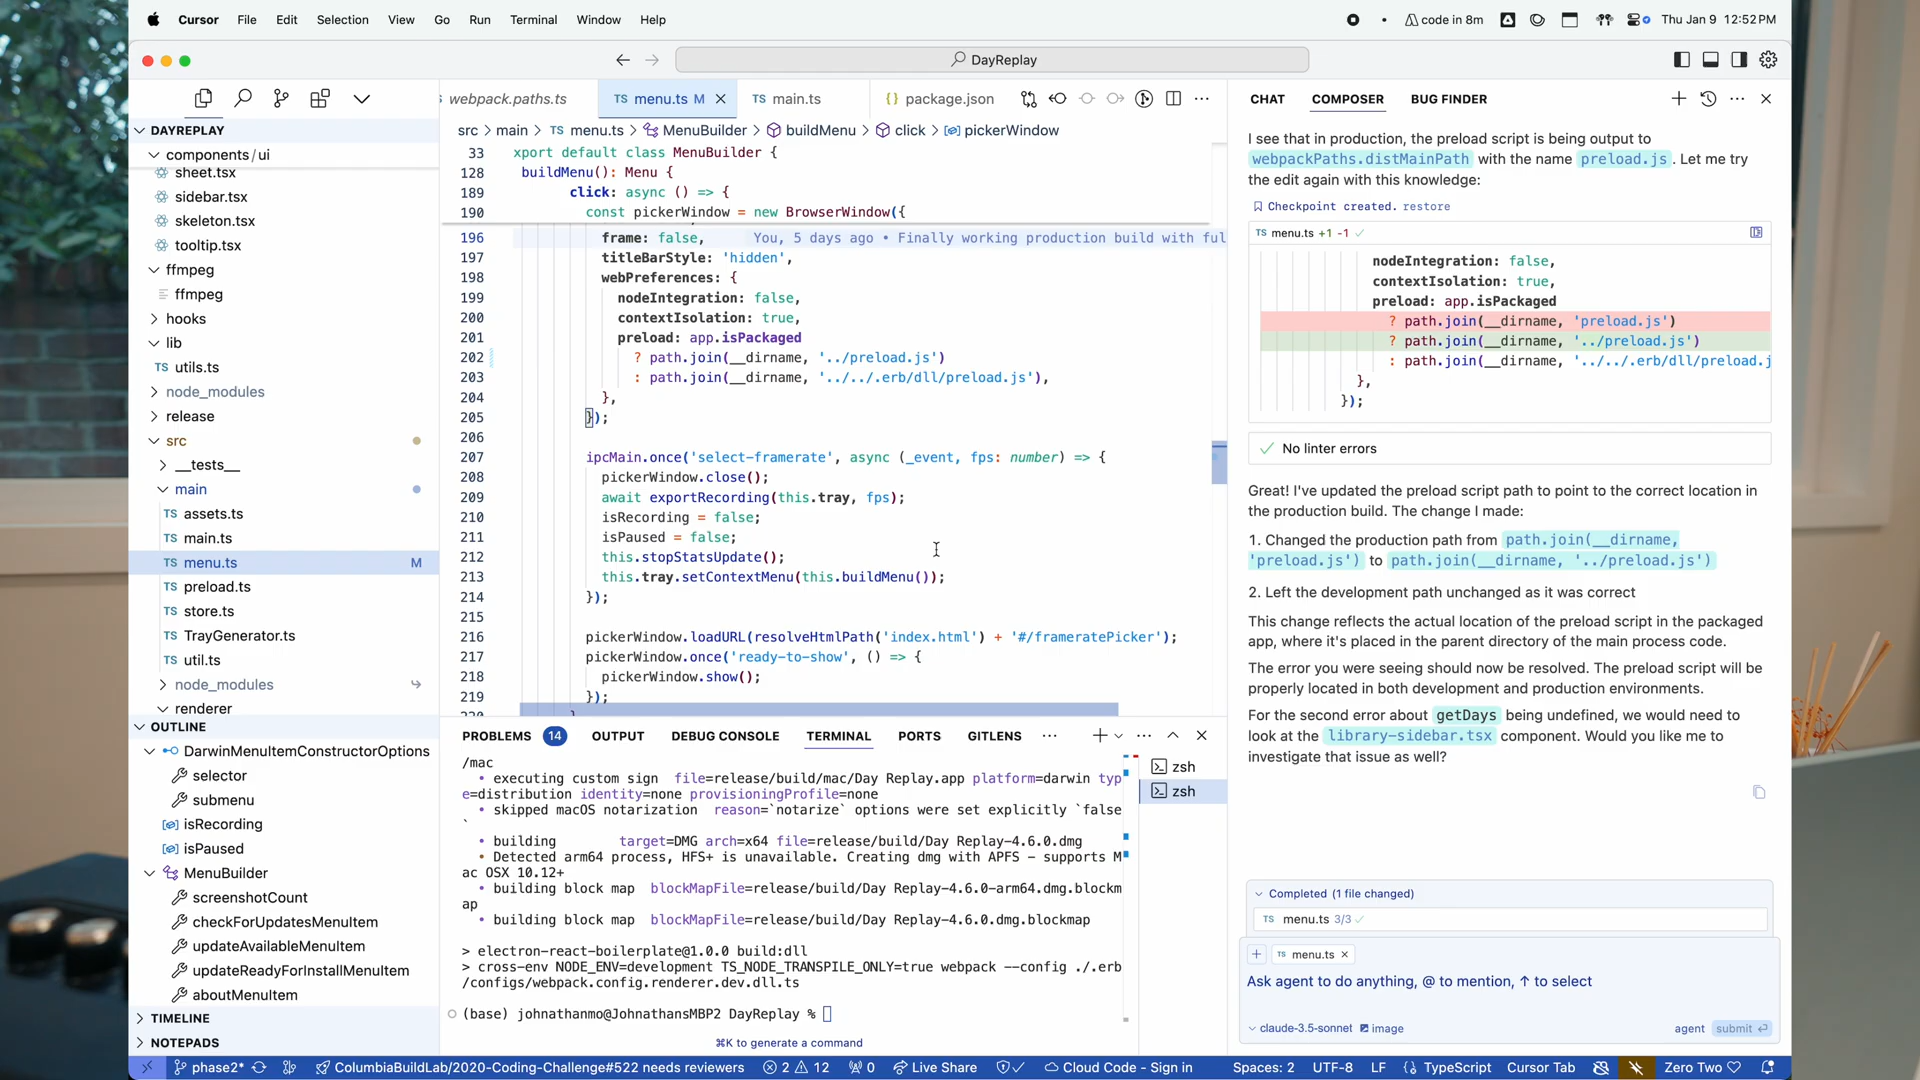 Cursor File Edit Selection View Go Run Terminal Window Help
code in 8m Thu Jan 9 12:52 PM
DayReplay
webpack.paths.ts
TS menu.ts M
TS main.ts
{} package.json
CHAT COMPOSER BUG FINDER
DAYREPLAY
components/ui
sheet.tsx
sidebar.tsx
skeleton.tsx
tooltip.tsx
ffmpeg
ffmpeg
hooks
lib
TS utils.ts
node_modules
release
src
__tests__
main
TS assets.ts
TS main.ts
TS menu.ts M
TS preload.ts
TS store.ts
TS TrayGenerator.ts
TS util.ts
node_modules
renderer
OUTLINE
DarwinMenuItemConstructorOptions
selector
submenu
isRecording
isPaused
MenuBuilder
screenshotCount
checkForUpdatesMenuItem
updateAvailableMenuItem
updateReadyForInstallMenuItem
aboutMenuItem
TIMELINE
NOTEPADS
src > main > TS menu.ts > MenuBuilder > buildMenu > click > pickerWindow
33 xport default class MenuBuilder {
128 buildMenu(): Menu {
189 click: async () => {
190 const pickerWindow = new BrowserWindow({
196 frame: false, You, 5 days ago • Finally working production build with ful
197 titleBarStyle: 'hidden',
198 webPreferences: {
199 nodeIntegration: false,
200 contextIsolation: true,
201 preload: app.isPackaged
202 ? path.join(__dirname, '../preload.js')
203 : path.join(__dirname, '../../.erb/dll/preload.js'),
204 },
205 });
206
207 ipcMain.once('select-framerate', async (_event, fps: number) => {
208 pickerWindow.close();
209 await exportRecording(this.tray, fps);
210 isRecording = false;
211 isPaused = false;
212 this.stopStatsUpdate();
213 this.tray.setContextMenu(this.buildMenu());
214 });
215
216 pickerWindow.loadURL(resolveHtmlPath('index.html') + '#/frameratePicker');
217 pickerWindow.once('ready-to-show', () => {
218 pickerWindow.show();
219 });
PROBLEMS 14 OUTPUT DEBUG CONSOLE TERMINAL PORTS GITLENS
/mac
• executing custom sign file=release/build/mac/Day Replay.app platform=darwin typ
e=distribution identity=none provisioningProfile=none
• skipped macOS notarization reason=`notarize` options were set explicitly `false
`
• building target=DMG arch=x64 file=release/build/Day Replay-4.6.0.dmg
• Detected arm64 process, HFS+ is unavailable. Creating dmg with APFS - supports M
ac OSX 10.12+
• building block map blockMapFile=release/build/Day Replay-4.6.0-arm64.dmg.blockm
ap
• building block map blockMapFile=release/build/Day Replay-4.6.0.dmg.blockmap
> electron-react-boilerplate@1.0.0 build:dll
> cross-env NODE_ENV=development TS_NODE_TRANSPILE_ONLY=true webpack --config ./.erb
/configs/webpack.config.renderer.dev.dll.ts
(base) johnathanmo@JohnathansMBP2 DayReplay %
⌘K to generate a command
zsh
zsh
I see that in production, the preload script is being output to
webpackPaths.distMainPath with the name preload.js. Let me try
the edit again with this knowledge:
Checkpoint created. restore
TS menu.ts +1 -1 ✓
nodeIntegration: false,
contextIsolation: true,
preload: app.isPackaged
? path.join(__dirname, 'preload.js')
? path.join(__dirname, '../preload.js')
: path.join(__dirname, '../../.erb/dll/preload.j
},
});
✓ No linter errors
Great! I've updated the preload script path to point to the correct location in
the production build. The change I made:
1. Changed the production path from path.join(__dirname,
'preload.js') to path.join(__dirname, '../preload.js')
2. Left the development path unchanged as it was correct
This change reflects the actual location of the preload script in the packaged
app, where it's placed in the parent directory of the main process code.
The error you were seeing should now be resolved. The preload script will be
properly located in both development and production environments.
For the second error about getDays being undefined, we would need to
look at the library-sidebar.tsx component. Would you like me to
investigate that issue as well?
Completed (1 file changed)
TS menu.ts 3/3 ✓
+ TS menu.ts ×
Ask agent to do anything, @ to mention, ↑ to select
claude-3.5-sonnet image agent submit
phase2* ColumbiaBuildLab/2020-Coding-Challenge#522 needs reviewers 2 12 0 Live Share Cloud Code - Sign in Spaces: 2 UTF-8 LF {} TypeScript Cursor Tab Zero Two